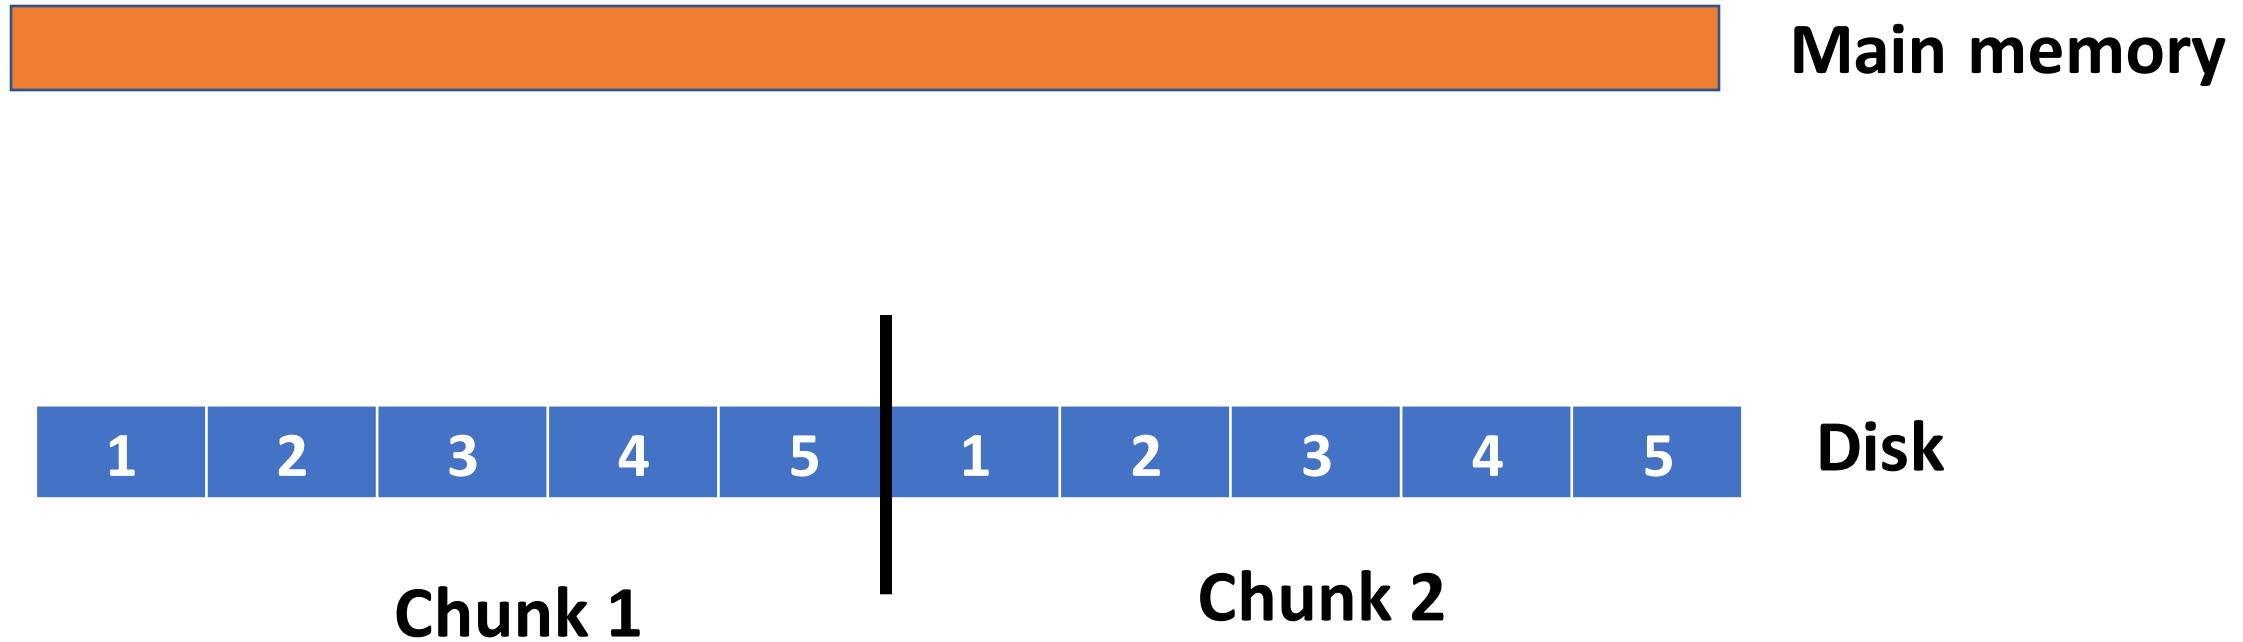 Main memory
1 2 3 4 5 1 2 3 4 5 Disk
Chunk 1 Chunk 2